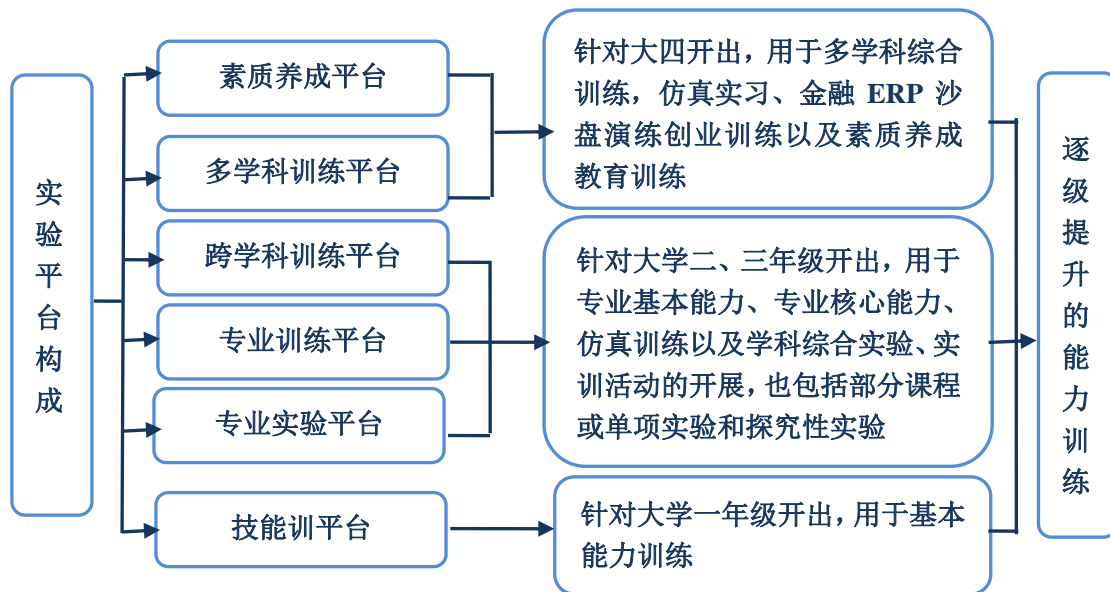 实验平台构成
素质养成平台
多学科训练平台
跨学科训练平台
专业训练平台
专业实验平台
技能训平台
针对大四开出，用于多学科综合
训练，仿真实习、金融 ERP 沙
盘演练创业训练以及素质养成
教育训练
针对大学二、三年级开出，用于
专业基本能力、专业核心能力、
仿真训练以及学科综合实验、实
训活动的开展，也包括部分课程
或单项实验和探究性实验
针对大学一年级开出，用于基本
能力训练
逐级提升的能力训练